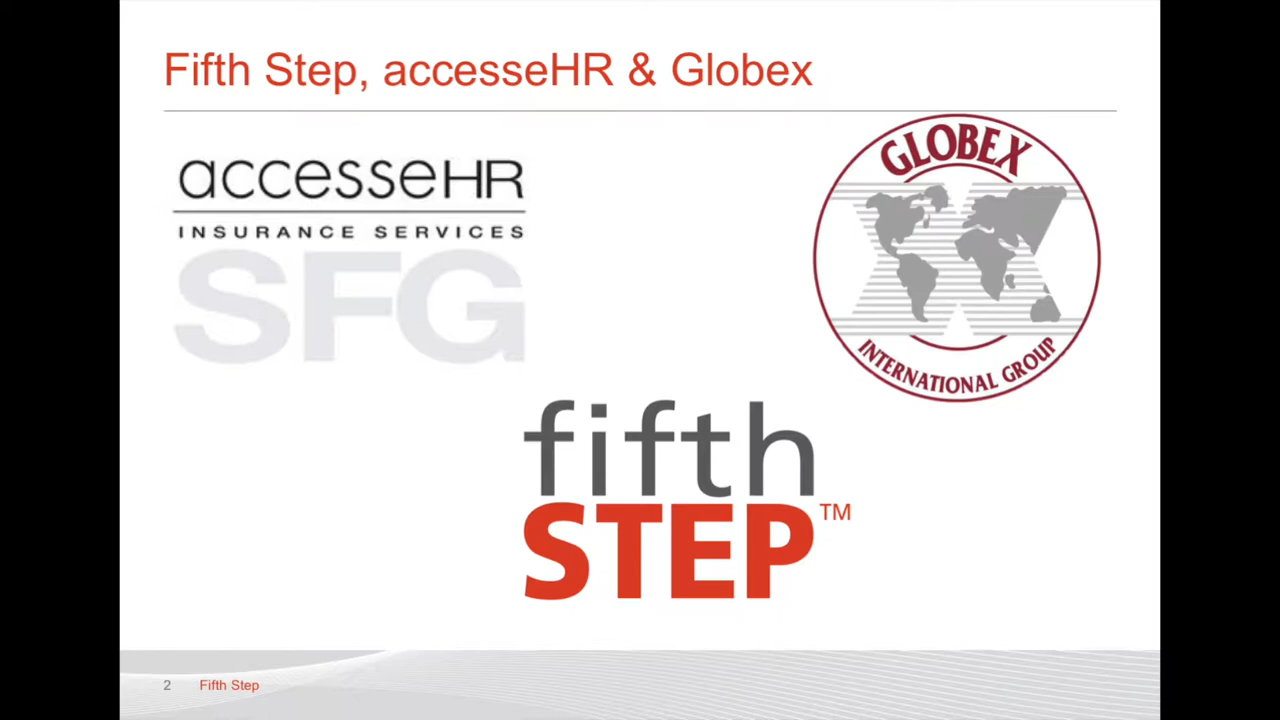 Fifth Step, accesseHR & Globex
accesseHR
INSURANCE SERVICES
SFG
GLOBEX
INTERNATIONAL GROUP
fifth
STEP™
2 Fifth Step